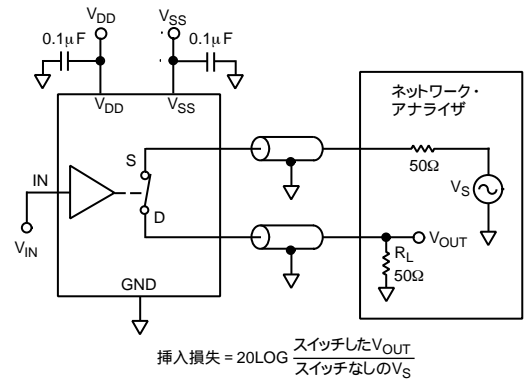 VDD
VSS
0.1μF
0.1μF
VDD
VSS
ネットワーク・
アナライザ
S
50Ω
VS
IN
D
VIN
VOUT
RL
50Ω
GND
挿入損失 = 20LOG スイッチしたVOUT
スイッチなしのVS